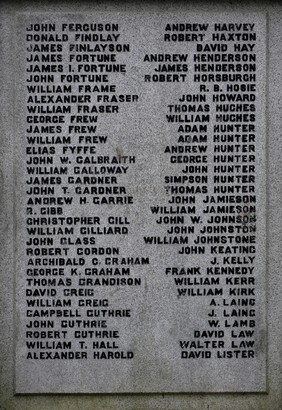 JOHN FERGUSON ANDREW HARVEY
DONALD FINDLAY ROBERT HAXTON
JAMES FINLAYSON DAVID HAY
JAMES FORTUNE ANDREW HENDERSON
JAMES I. FORTUNE JAMES HENDERSON
JOHN FORTUNE ROBERT HORSBURGH
WILLIAM FRAME R. B. HOSIE
ALEXANDER FRASER JOHN HOWARD
WILLIAM FRASER THOMAS HUGHES
GEORGE FREW WILLIAM HUGHES
JAMES FREW ADAM HUNTER
WILLIAM FREW ADAM HUNTER
ELIAS FYFFE ANDREW HUNTER
JOHN W. GALBRAITH GEORGE HUNTER
WILLIAM GALLOWAY JOHN HUNTER
JAMES GARDNER SIMPSON HUNTER
JOHN T. GARDNER THOMAS HUNTER
ANDREW H. GARRIE JOHN JAMIESON
R. GIBB WILLIAM JAMIESON
CHRISTOPHER GILL JOHN W. JOHNSON
WILLIAM GILLIARD JOHN JOHNSTON
JOHN GLASS WILLIAM JOHNSTONE
ROBERT GORDON JOHN KEATING
ARCHIBALD C. GRAHAM J. KELLY
GEORGE K. GRAHAM FRANK KENNEDY
THOMAS GRANDISON WILLIAM KERR
DAVID GREIG WILLIAM KIRK
WILLIAM GREIG A. LAING
CAMPBELL GUTHRIE J. LAING
JOHN GUTHRIE W. LAMB
ROBERT GUTHRIE DAVID LAW
WILLIAM T. HALL WALTER LAW
ALEXANDER HAROLD DAVID LISTER